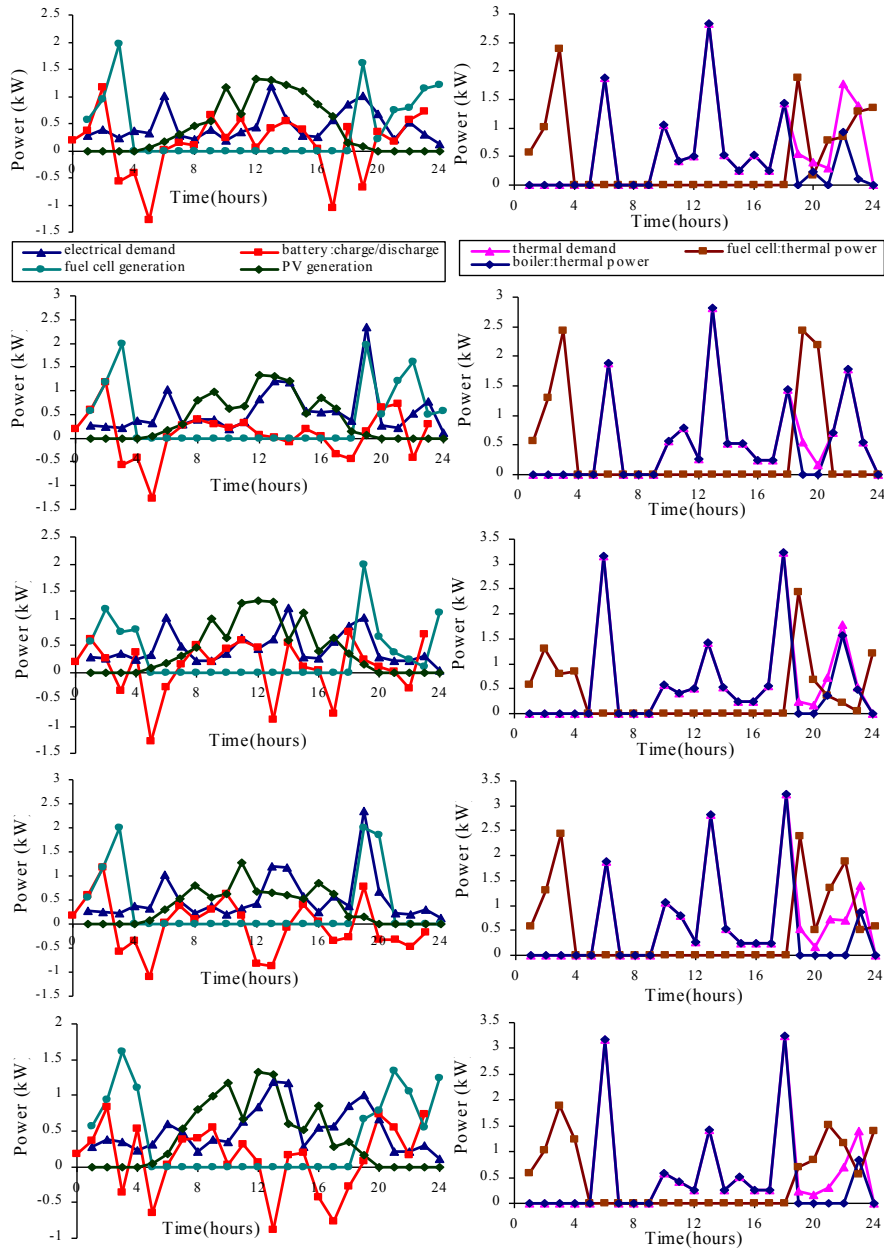 Power (kW)
2.5
2
1.5
1
0.5
0
-0.5
-1
-1.5
0 4 8 12 16 20 24
Time(hours)
Power (kW)
3
2.5
2
1.5
1
0.5
0
0 4 8 12 16 20 24
Time(hours)
electrical demand
battery:charge/discharge
fuel cell generation
PV generation
thermal demand
fuel cell:thermal power
boiler:thermal power
Power (kW
3
2.5
2
1.5
1
0.5
0
-0.5
-1
-1.5
0 4 8 12 16 20 24
Time(hours)
Power (kW)
3
2.5
2
1.5
1
0.5
0
0 4 8 12 16 20 24
Time(hours)
Power (kW
3
2.5
2
1.5
1
0.5
0
-0.5
-1
-1.5
0 4 8 12 16 20 24
Time(hours)
Power (kW
3.5
3
2.5
2
1.5
1
0.5
0
0 4 8 12 16 20 24
Time(hours)
Power (kW
3
2.5
2
1.5
1
0.5
0
-0.5
-1
-1.5
0 4 8 12 16 20 24
Time(hours)
Power (kW
3.5
3
2.5
2
1.5
1
0.5
0
0 4 8 12 16 20 24
Time(hours)
Power (kW
2
1.5
1
0.5
0
-0.5
-1
0 4 8 12 16 20 24
Time(hours)
Power (kW)
3.5
3
2.5
2
1.5
1
0.5
0
0 4 8 12 16 20 24
Time(hours)